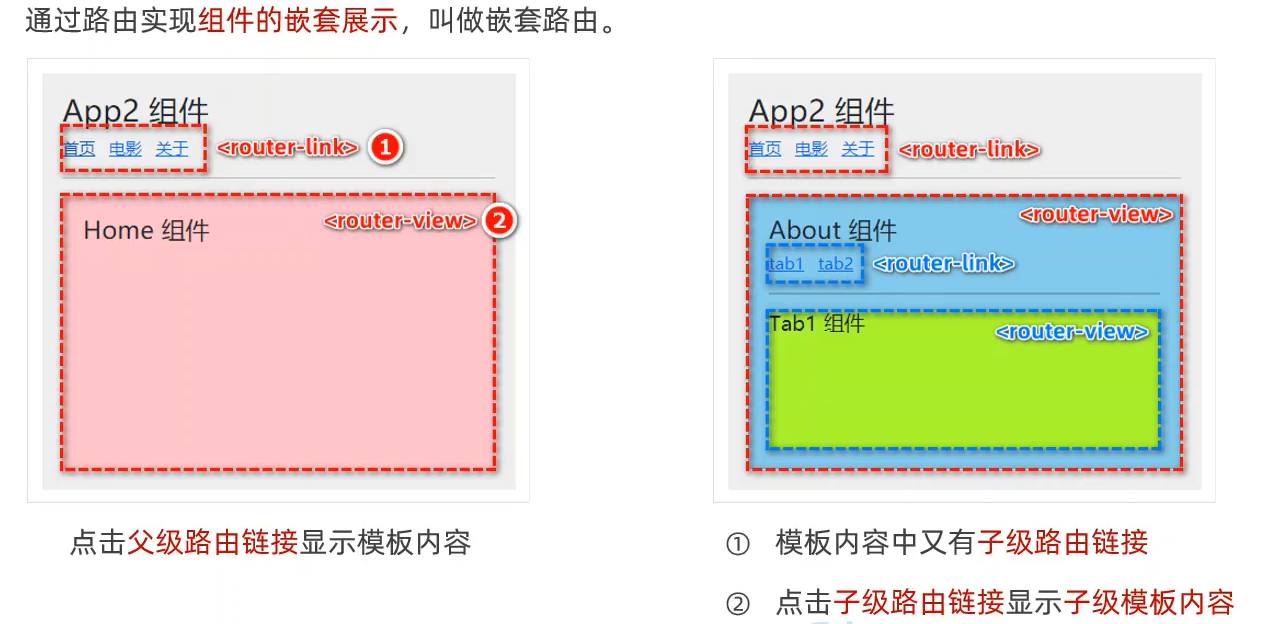 通过路由实现组件的嵌套展示，叫做嵌套路由。
App2 组件
首页 电影 关于 <router-link> 1
<router-view> 2
Home 组件
点击父级路由链接显示模板内容
App2 组件
首页 电影 关于 <router-link>
<router-view>
About 组件
tab1 tab2 <router-link>
Tab1 组件 <router-view>
① 模板内容中又有子级路由链接
② 点击子级路由链接显示子级模板内容